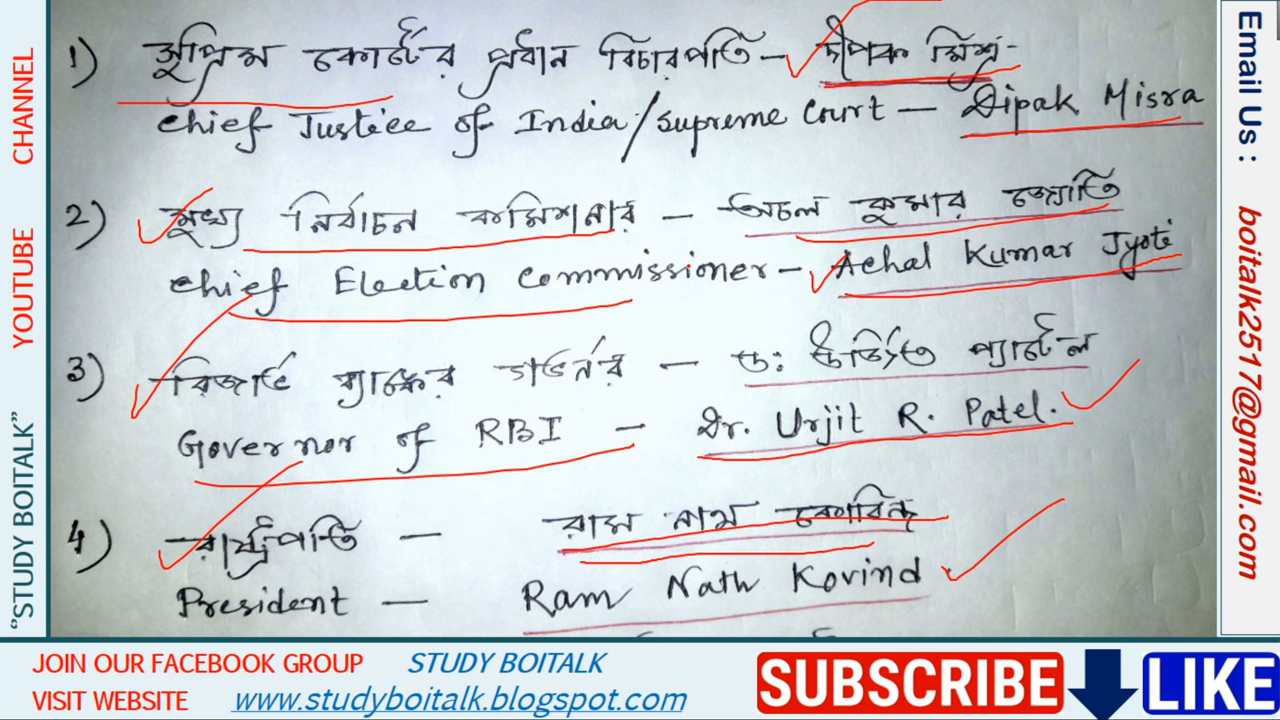 1) সুপ্রিম কোর্টের প্রধান বিচারপতি - দীপক মিশ্র
Chief Justice of India/Supreme Court - Dipak Misra
2) মুখ্য নির্বাচন কমিশনার - অচল কুমার জ্যোতি
Chief Election Commissioner - Achal Kumar Jyoti
3) রিজার্ভ ব্যাঙ্কের গভর্নর - ডঃ উর্জিত প্যাটেল
Governor of RBI - Dr. Urjit R. Patel.
4) রাষ্ট্রপতি - রাম নাথ কোবিন্দ
President - Ram Nath Kovind
"STUDY BOITALK" YOUTUBE CHANNEL
Email Us : boitalk2517@gmail.com
JOIN OUR FACEBOOK GROUP STUDY BOITALK
VISIT WEBSITE www.studyboitalk.blogspot.com
SUBSCRIBE LIKE